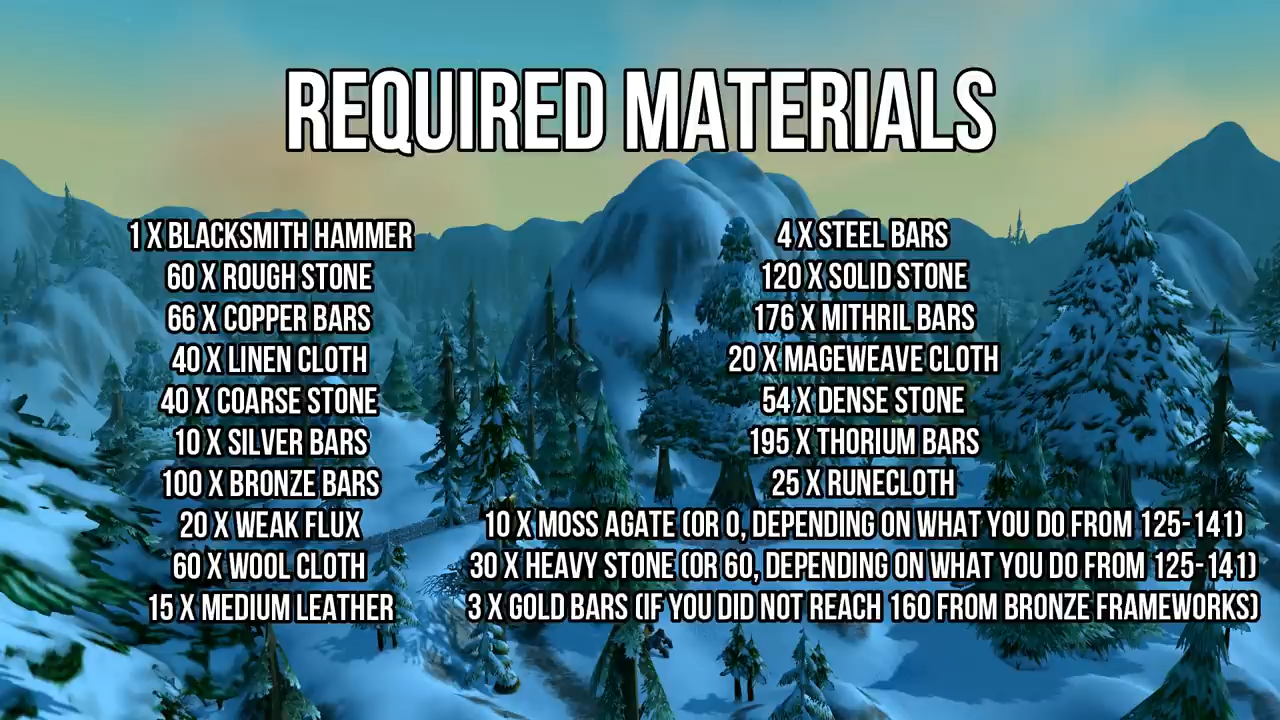 REQUIRED MATERIALS
1 X BLACKSMITH HAMMER
60 X ROUGH STONE
66 X COPPER BARS
40 X LINEN CLOTH
40 X COARSE STONE
10 X SILVER BARS
100 X BRONZE BARS
20 X WEAK FLUX
60 X WOOL CLOTH
15 X MEDIUM LEATHER
4 X STEEL BARS
120 X SOLID STONE
176 X MITHRIL BARS
20 X MAGEWEAVE CLOTH
54 X DENSE STONE
195 X THORIUM BARS
25 X RUNECLOTH
10 X MOSS AGATE (OR 0, DEPENDING ON WHAT YOU DO FROM 125-141)
30 X HEAVY STONE (OR 60, DEPENDING ON WHAT YOU DO FROM 125-141)
3 X GOLD BARS (IF YOU DID NOT REACH 160 FROM BRONZE FRAMEWORKS)